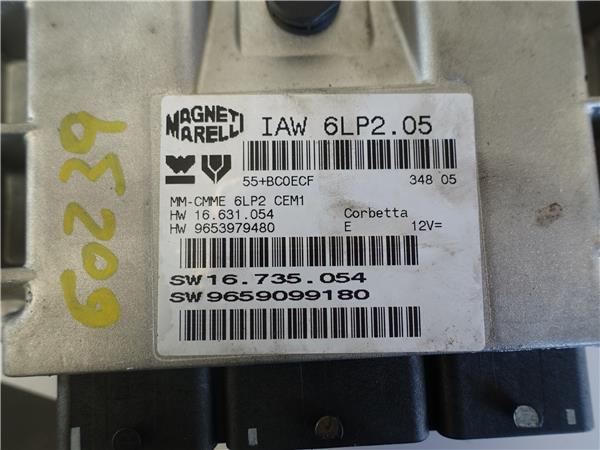 MAGNETI
MARELLI
IAW 6LP2.05
55+BC0ECF 348 05
MM-CMME 6LP2 CEM1
HW 16.631.054 Corbetta
HW 9653979480 E 12V=
SW16.735.054
SW9659099180
60239